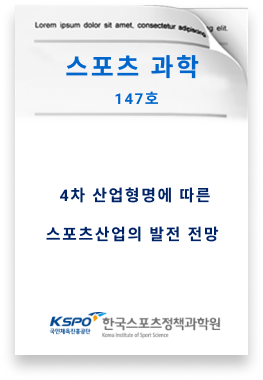 Lorem ipsum dolor sit amet, consectetur adipiscing elit.
스포츠 과학
147호
4차 산업형명에 따른
스포츠산업의 발전 전망
KSPO
국민체육진흥공단
한국스포츠정책과학원
Korea Institute of Sport Science